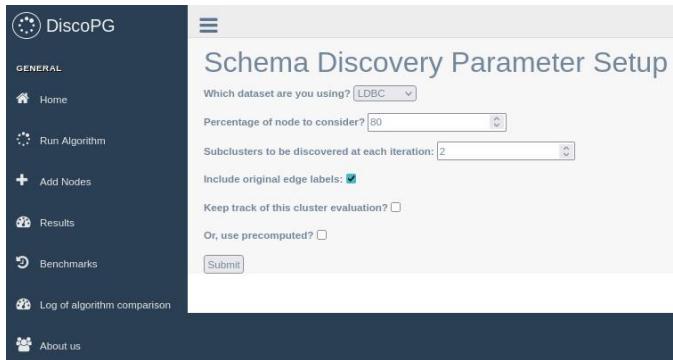 DiscoPG
GENERAL
Home
Run Algorithm
Add Nodes
Results
Benchmarks
Log of algorithm comparison
About us
Schema Discovery Parameter Setup
Which dataset are you using? LDBC
Percentage of node to consider? 80
Subclusters to be discovered at each iteration: 2
Include original edge labels:
Keep track of this cluster evaluation?
Or, use precomputed?
Submit